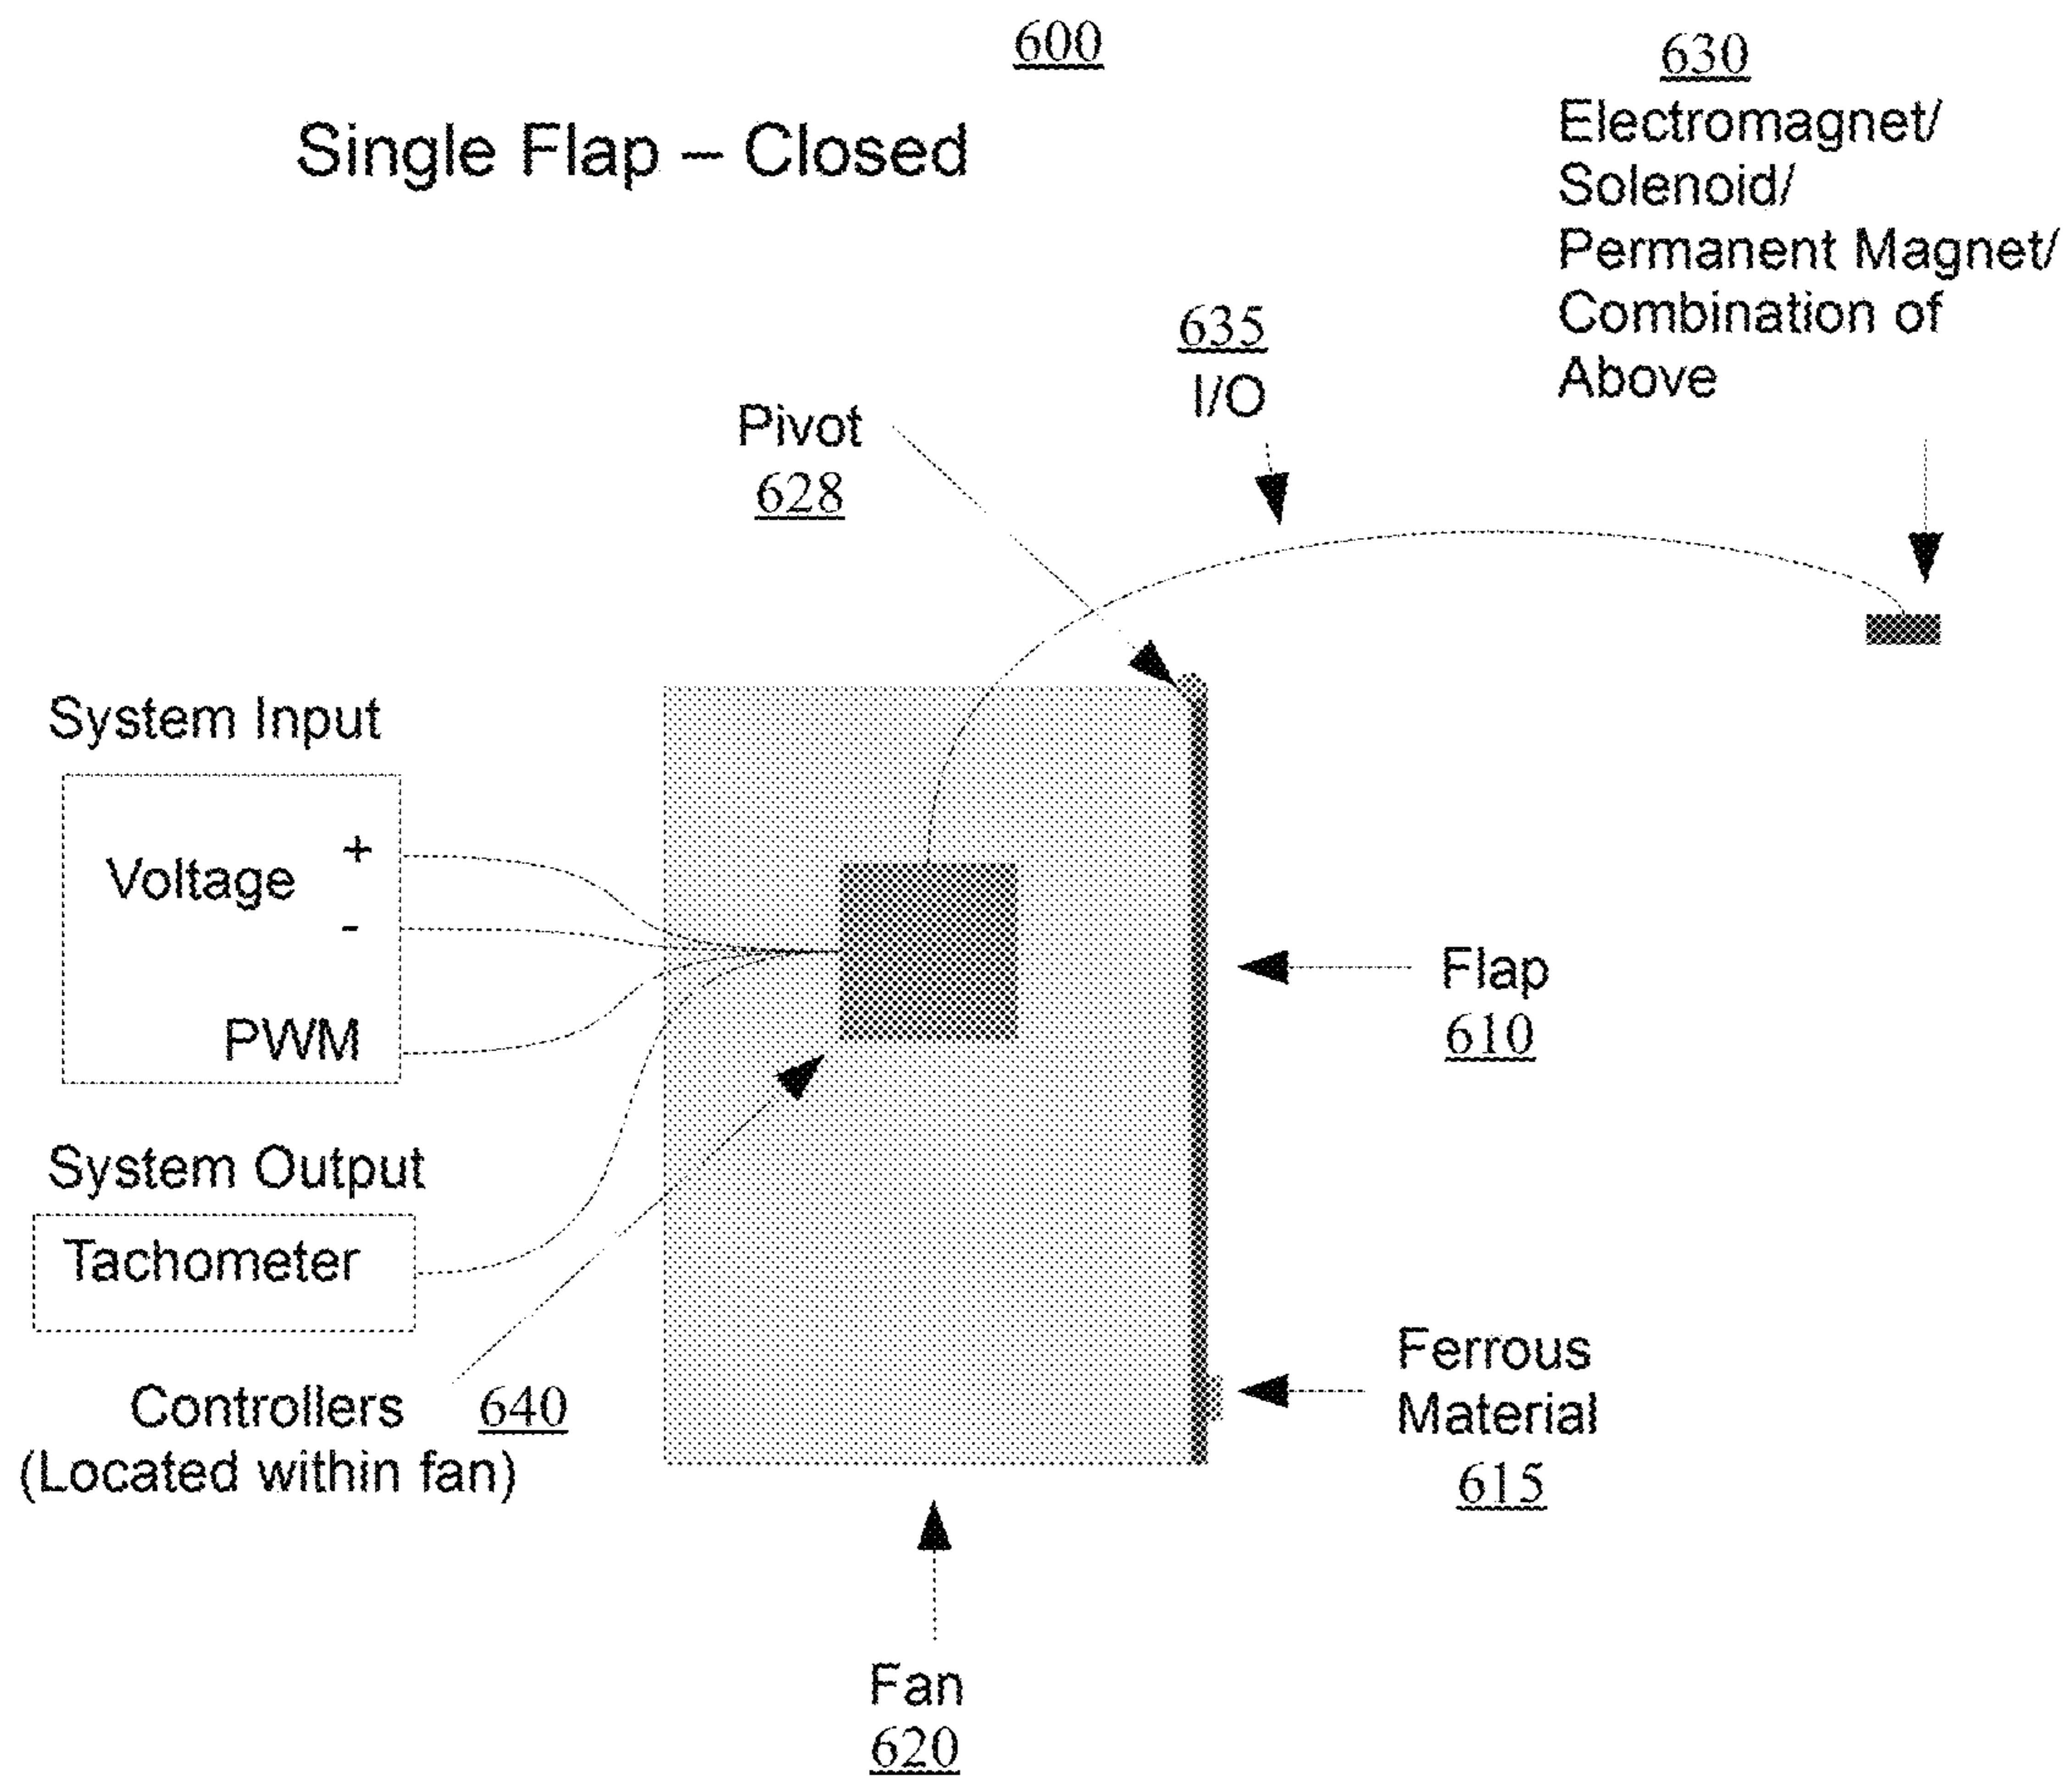 600
Single Flap – Closed
630
Electromagnet/
Solenoid/
Permanent Magnet/
Combination of
Above
635
I/O
Pivot
628
System Input
Voltage +
-
PWM
System Output
Tachometer
Controllers 640
(Located within fan)
Flap
610
Ferrous
Material
615
Fan
620